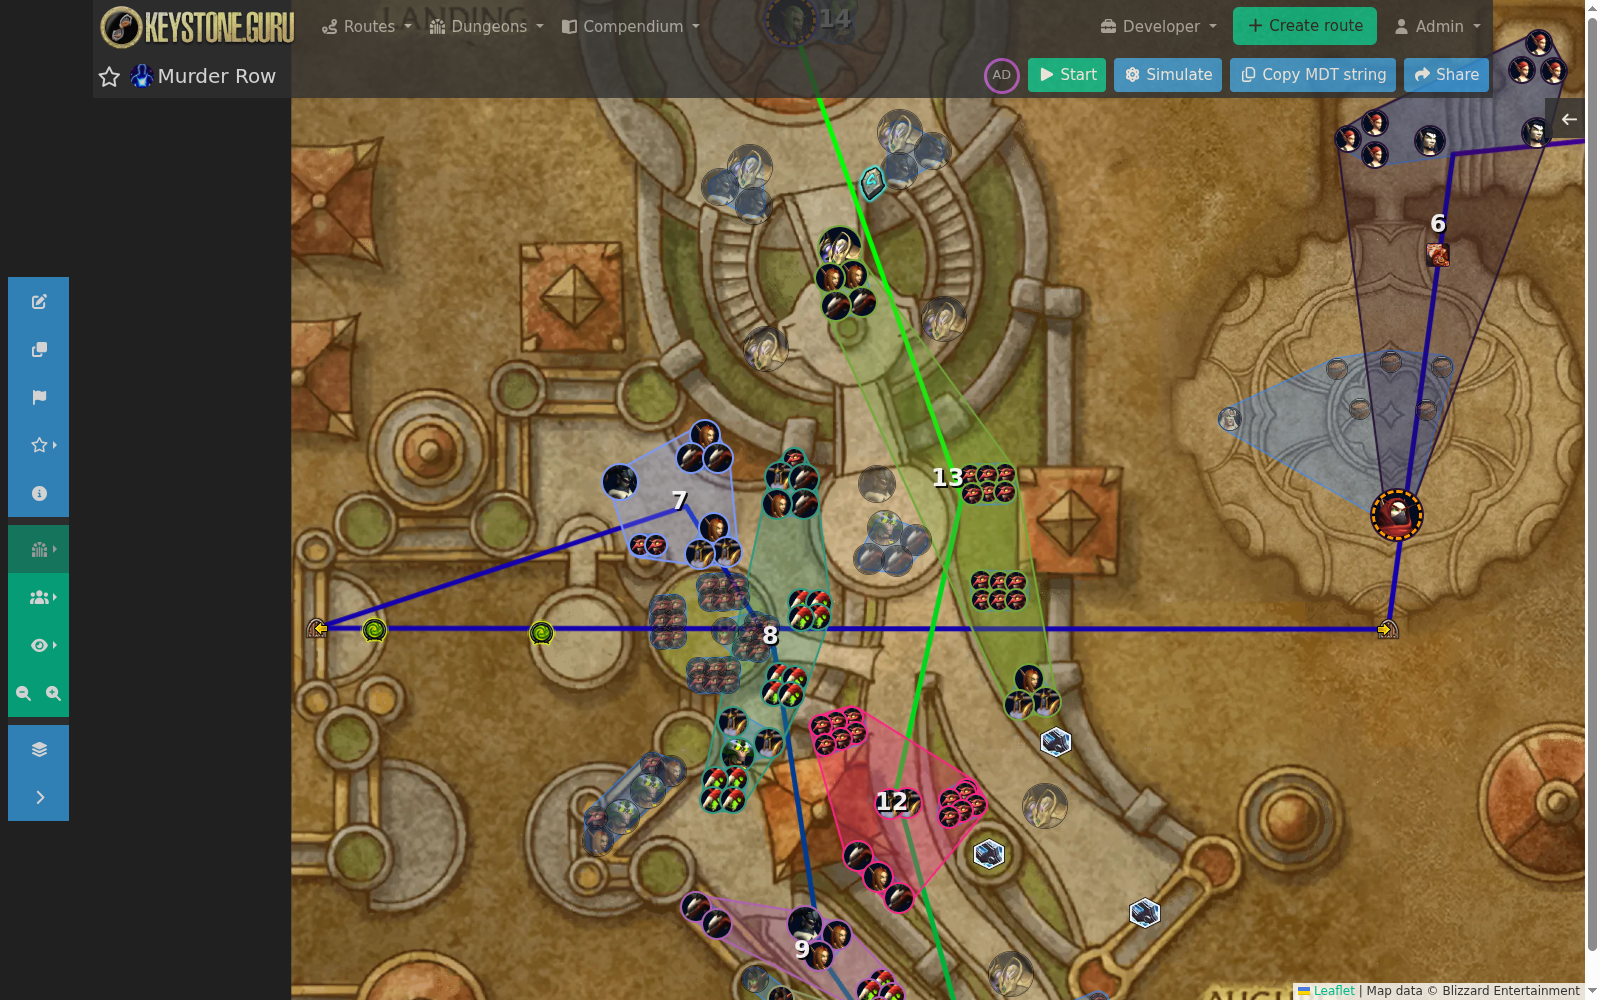 LANDING
14
KEYSTONE.GURU
Routes
Dungeons
Compendium
Developer
Create route
Admin
Murder Row
AD
Start
Simulate
Copy MDT string
Share
6
13
7
8
12
9
Leaflet | Map data © Blizzard Entertainment